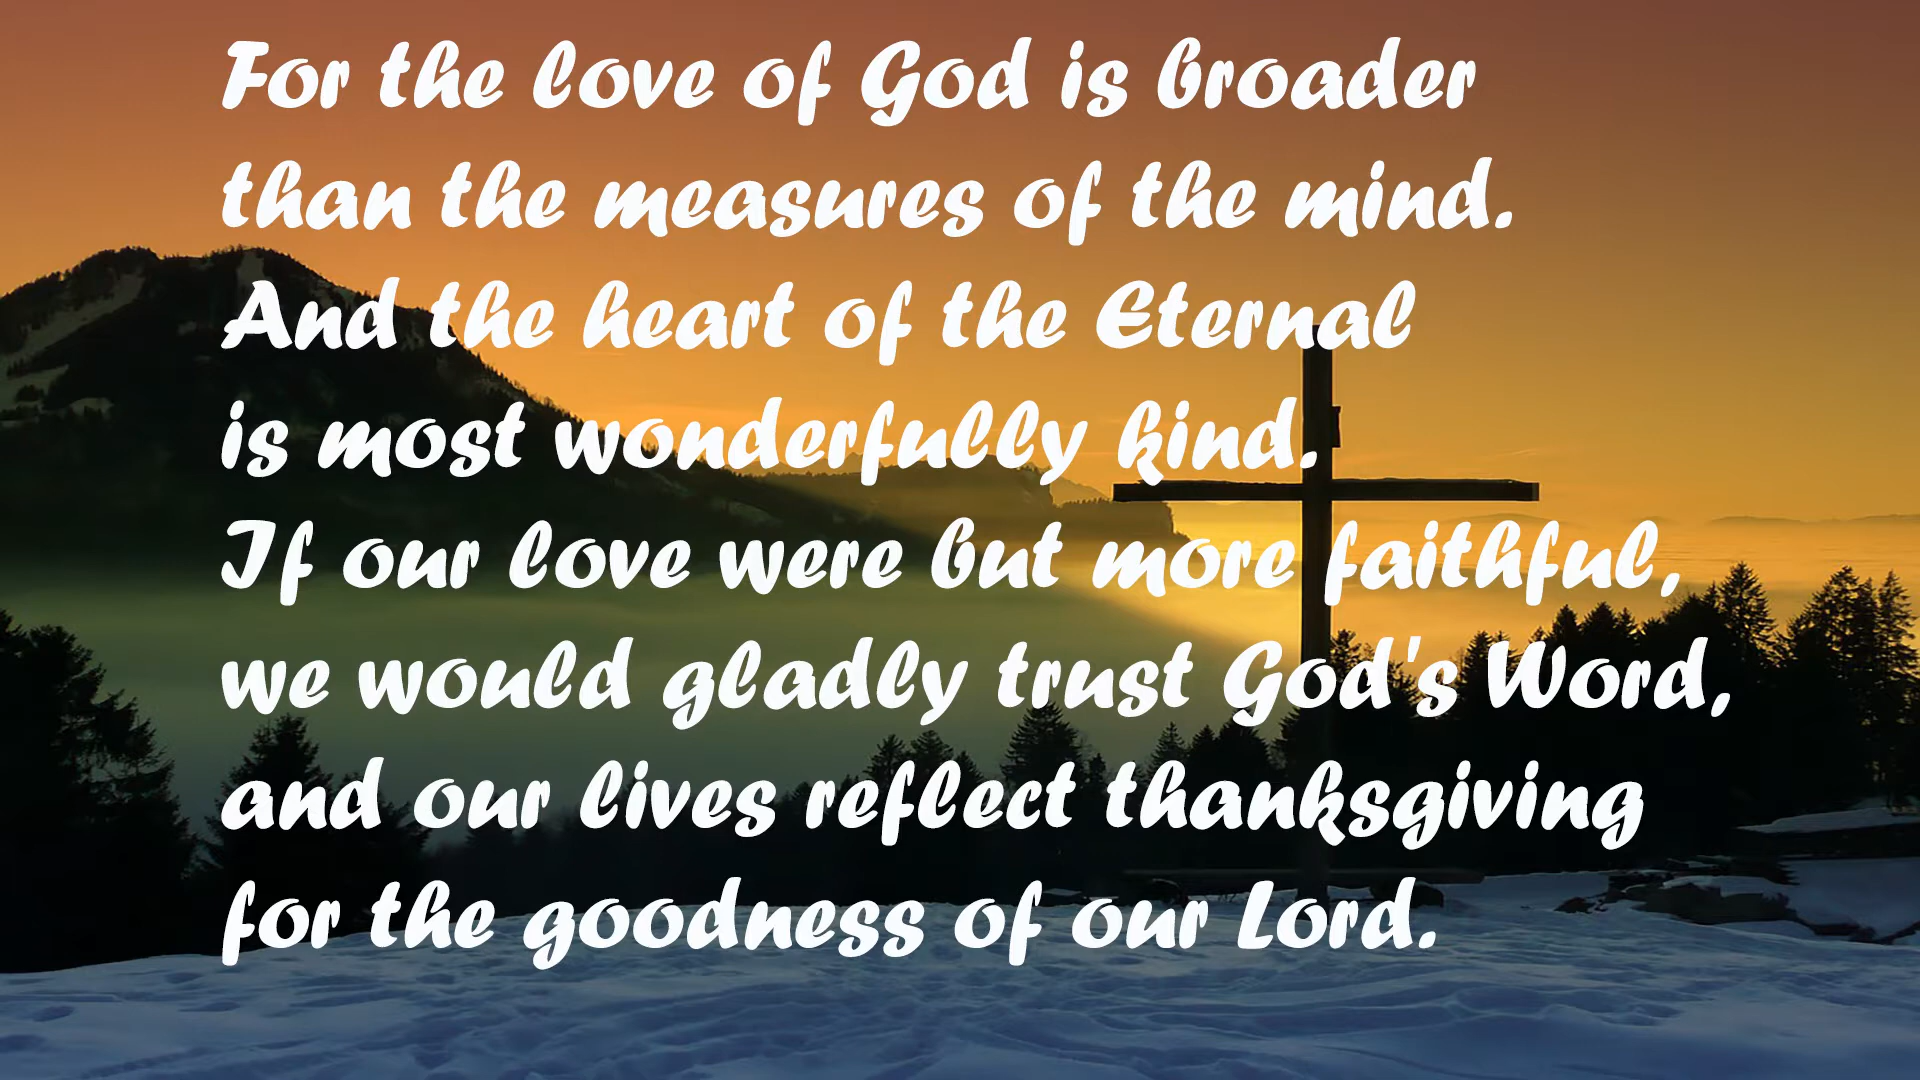 For the love of God is broader
than the measures of the mind.
And the heart of the Eternal
is most wonderfully kind.
If our love were but more faithful,
we would gladly trust God's Word,
and our lives reflect thanksgiving
for the goodness of our Lord.